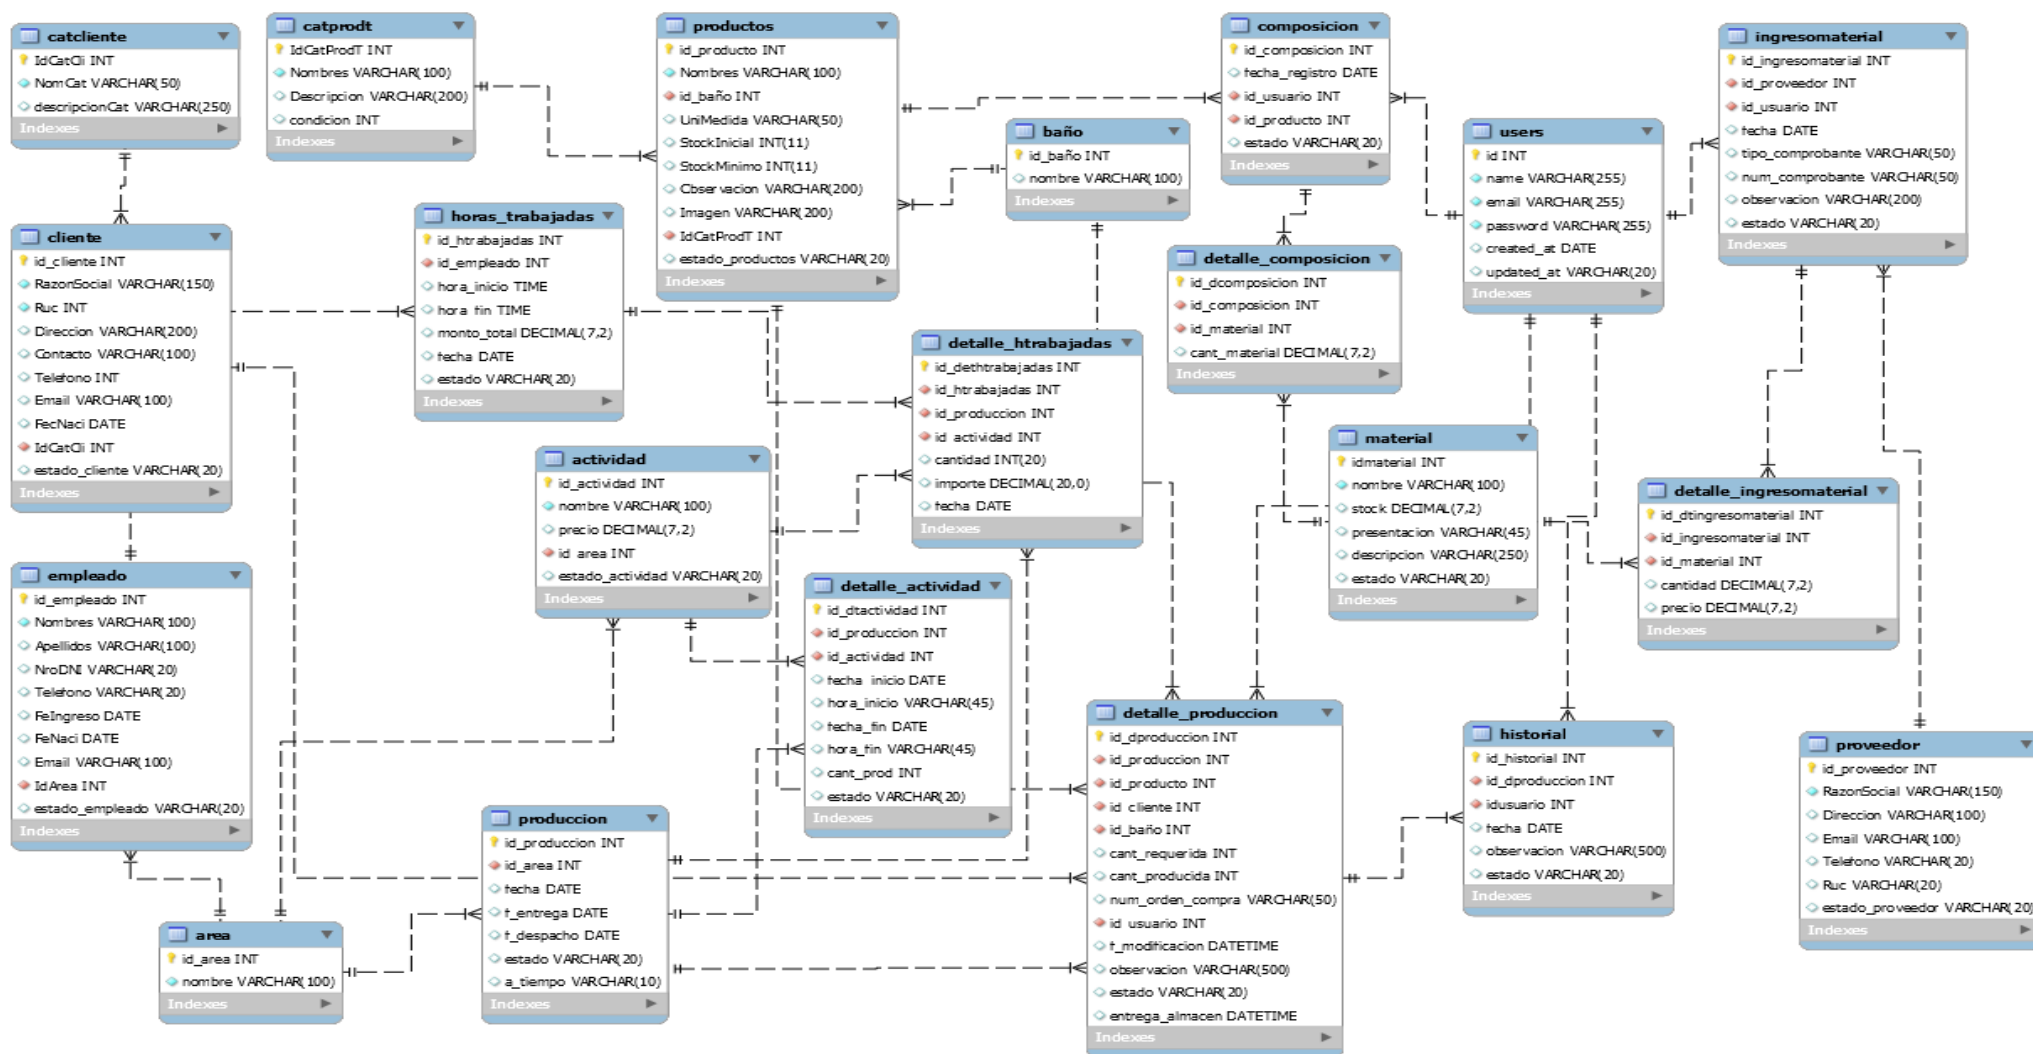 catcliente
IdCatCli INT
NomCat VARCHAR(50)
descripcionCat VARCHAR(250)
Indexes
catprodt
IdCatProdT INT
Nombres VARCHAR(100)
Descripcion VARCHAR(200)
condicion INT
Indexes
productos
id_producto INT
Nombres VARCHAR(100)
id_baño INT
UniMedida VARCHAR(50)
StockInicial INT(11)
StockMinimo INT(11)
Observacion VARCHAR(200)
Imagen VARCHAR(200)
IdCatProdT INT
estado_productos VARCHAR(20)
Indexes
composicion
id_composicion INT
fecha_registro DATE
id_usuario INT
id_producto INT
estado VARCHAR(20)
Indexes
ingresomaterial
id_ingresomaterial INT
id_proveedor INT
id_usuario INT
fecha DATE
tipo_comprobante VARCHAR(50)
num_comprobante VARCHAR(50)
observacion VARCHAR(200)
estado VARCHAR(20)
Indexes
baño
id_baño INT
nombre VARCHAR(100)
Indexes
users
id INT
name VARCHAR(255)
email VARCHAR(255)
password VARCHAR(255)
created_at DATE
updated_at VARCHAR(20)
Indexes
cliente
id_cliente INT
RazonSocial VARCHAR(150)
Ruc INT
Direccion VARCHAR(200)
Contacto VARCHAR(100)
Telefono INT
Email VARCHAR(100)
FecNaci DATE
IdCatCli INT
estado_cliente VARCHAR(20)
Indexes
horas_trabajadas
id_htrabajadas INT
id_empleado INT
hora_inicio TIME
hora_fin TIME
monto_total DECIMAL(7,2)
fecha DATE
estado VARCHAR(20)
Indexes
detalle_composicion
id_dcomposicion INT
id_composicion INT
id_material INT
cant_material DECIMAL(7,2)
Indexes
detalle_htrabajadas
id_dethtrabajadas INT
id_htrabajadas INT
id_produccion INT
id_actividad INT
cantidad INT(20)
importe DECIMAL(20,0)
fecha DATE
Indexes
material
idmaterial INT
nombre VARCHAR(100)
stock DECIMAL(7,2)
presentacion VARCHAR(45)
descripcion VARCHAR(250)
estado VARCHAR(20)
Indexes
actividad
id_actividad INT
nombre VARCHAR(100)
precio DECIMAL(7,2)
id_area INT
estado_actividad VARCHAR(20)
Indexes
detalle_ingresomaterial
id_dtingresomaterial INT
id_ingresomaterial INT
id_material INT
cantidad DECIMAL(7,2)
precio DECIMAL(7,2)
Indexes
empleado
id_empleado INT
Nombres VARCHAR(100)
Apellidos VARCHAR(100)
NroDNI VARCHAR(20)
Telefono VARCHAR(20)
FeIngreso DATE
FeNaci DATE
Email VARCHAR(100)
IdArea INT
estado_empleado VARCHAR(20)
Indexes
detalle_actividad
id_dtactividad INT
id_produccion INT
id_actividad INT
fecha_inicio DATE
hora_inicio VARCHAR(45)
fecha_fin DATE
hora_fin VARCHAR(45)
cant_prod INT
estado VARCHAR(20)
Indexes
detalle_produccion
id_dproduccion INT
id_produccion INT
id_producto INT
id_cliente INT
id_baño INT
cant_requerida INT
cant_producida INT
num_orden_compra VARCHAR(50)
id_usuario INT
f_modificacion DATETIME
observacion VARCHAR(500)
estado VARCHAR(20)
entrega_almacen DATETIME
Indexes
historial
id_historial INT
id_dproduccion INT
idusuario INT
fecha DATE
observacion VARCHAR(500)
estado VARCHAR(20)
Indexes
proveedor
id_proveedor INT
RazonSocial VARCHAR(150)
Direccion VARCHAR(100)
Email VARCHAR(100)
Telefono VARCHAR(20)
Ruc VARCHAR(20)
estado_proveedor VARCHAR(20)
Indexes
produccion
id_produccion INT
id_area INT
fecha DATE
f_entrega DATE
f_despacho DATE
estado VARCHAR(20)
a_tiempo VARCHAR(10)
Indexes
area
id_area INT
nombre VARCHAR(100)
Indexes